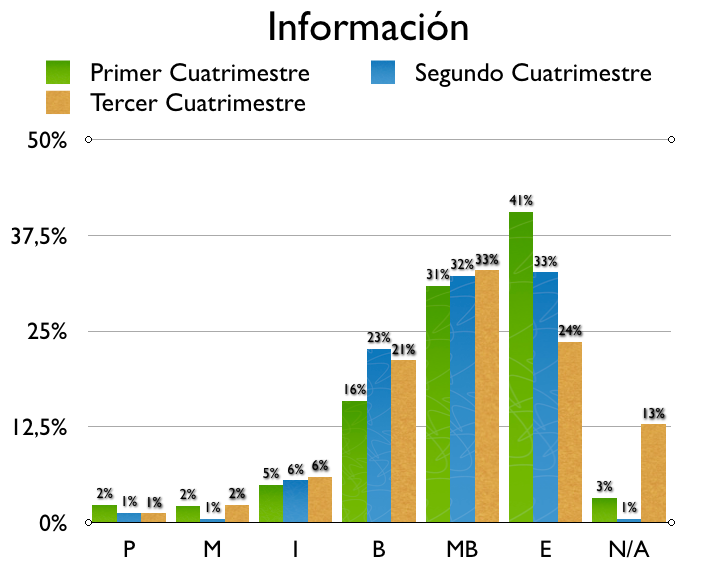 Información
Primer Cuatrimestre
Segundo Cuatrimestre
Tercer Cuatrimestre
50%
37,5%
25%
12,5%
0%
2% 1% 1%
2% 1% 2%
5% 6% 6%
16% 23% 21%
31% 32% 33%
41% 33% 24%
3% 1% 13%
P M I B MB E N/A